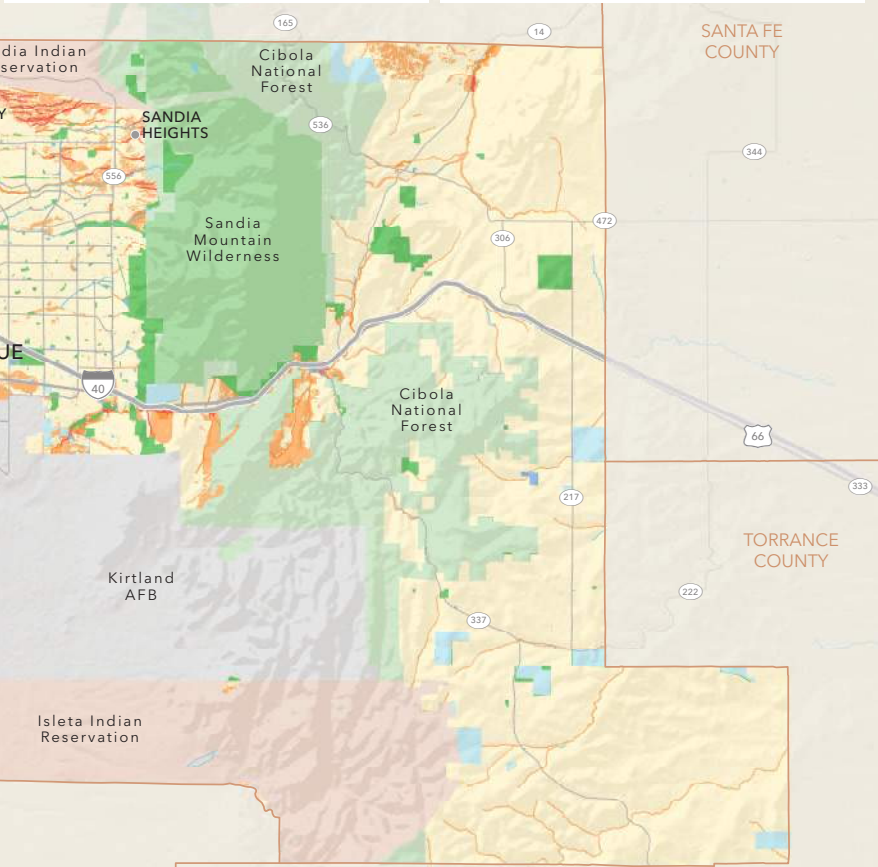 165
14
SANTA FE
COUNTY
dia Indian
servation
Cibola
National
Forest
Y
SANDIA
HEIGHTS
536
344
556
Sandia
Mountain
Wilderness
472
306
UE
40
Cibola
National
Forest
66
333
217
TORRANCE
COUNTY
Kirtland
AFB
222
337
Isleta Indian
Reservation